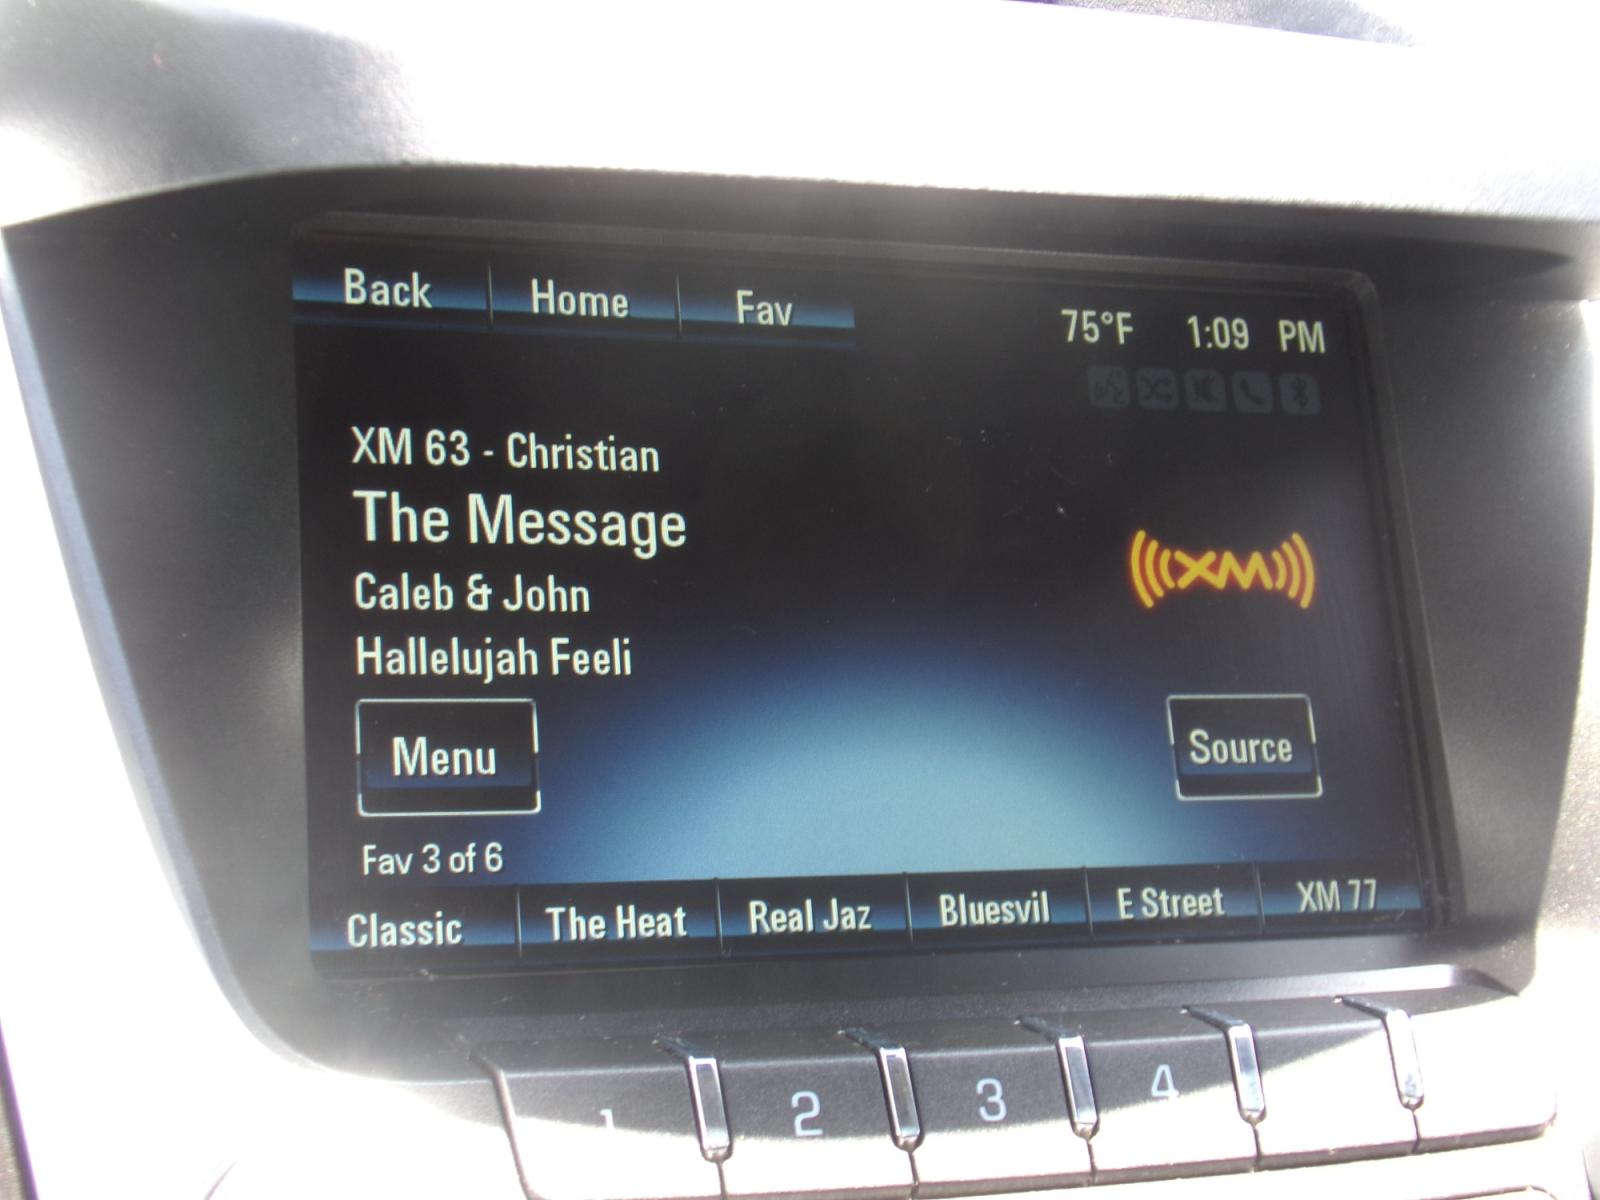 Back Home Fav
75°F 1:09 PM
XM 63 - Christian
The Message
Caleb & John
Hallelujah Feeli
XM
Menu
Source
Fav 3 of 6
Classic The Heat Real Jaz Bluesvil E Street XM 77
1 2 3 4